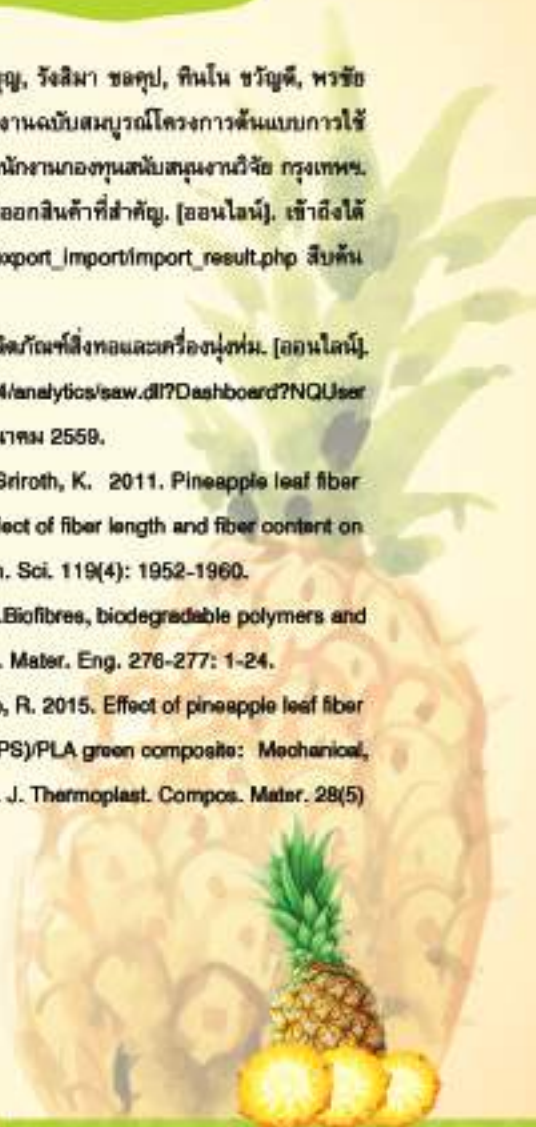 รังสิมา ชลคุป, ทินโน ขวัญดี, พรชัย
งานฉบับสมบูรณ์โครงการต้นแบบการใช้
นักงานกองทุนสนับสนุนงานวิจัย กรุงเทพฯ.
ออกสินค้าที่สำคัญ. [ออนไลน์]. เข้าถึงได้
export_import/import_result.php สืบค้น
ผลิตภัณฑ์สิ่งทอและเครื่องนุ่งห่ม. [ออนไลน์].
4/analytics/saw.dll?Dashboard?NQUser
นาคม 2559.
Sriroth, K. 2011. Pineapple leaf fiber
fect of fiber length and fiber content on
n. Sci. 119(4): 1952-1960.
.Biofibres, biodegradable polymers and
. Mater. Eng. 276-277: 1-24.
, R. 2015. Effect of pineapple leaf fiber
PS)/PLA green composite: Mechanical,
. J. Thermoplast. Compos. Mater. 28(5)